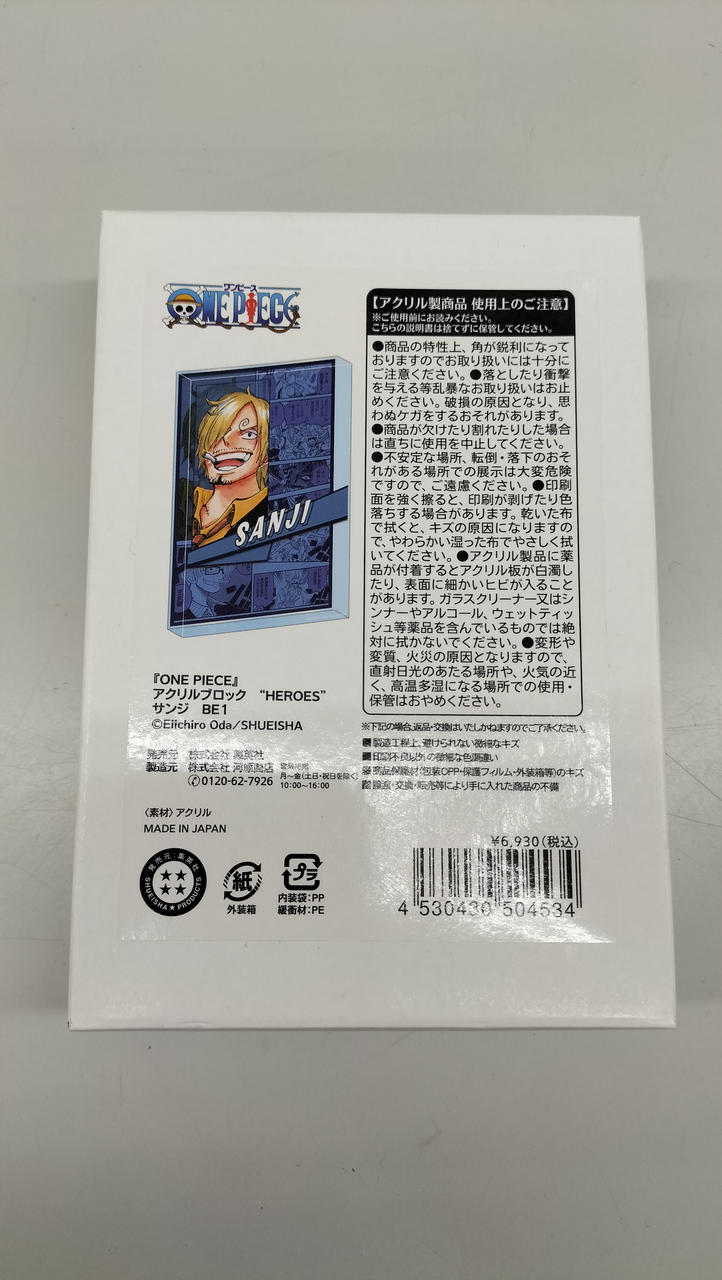 ワンピース
ONE PIECE
SANJI
『ONE PIECE』
アクリルブロック “HEROES”
サンジ BE1
©Eiichiro Oda/SHUEISHA
発売元 株式会社 集英社
製造元 株式会社 河原商店
営業時間
月～金(土日・祝日を除く)
10:00～16:00
✆0120-62-7926
〈素材〉アクリル
MADE IN JAPAN
発売元:集英社
SHUEISHA★PRODUCTS
紙
外装箱
プラ
内装袋:PP
緩衝材:PE
【アクリル製商品 使用上のご注意】
※ご使用前にお読みください。
こちらの説明書は捨てずに保管してください。
●商品の特性上、角が鋭利になって
おりますのでお取り扱いには十分に
ご注意ください。●落としたり衝撃
を与える等乱暴なお取り扱いはお止
めください。破損の原因となり、思
わぬケガをするおそれがあります。
●商品が欠けたり割れたりした場合
は直ちに使用を中止してください。
●不安定な場所、転倒・落下のおそ
れがある場所での展示は大変危険
ですので、ご遠慮ください。●印刷
面を強く擦ると、印刷が剥げたり色
落ちする場合があります。乾いた布
で拭くと、キズの原因になりますの
で、やわらかい湿った布でやさしく拭
いてください。●アクリル製品に薬
品が付着するとアクリル板が白濁し
たり、表面に細かいヒビが入ること
があります。ガラスクリーナー又はシ
ンナーやアルコール、ウェットティッ
シュ等薬品を含んでいるものでは絶
対に拭かないでください。●変形や
変質、火災の原因となりますので、
直射日光のあたる場所や、火気の近
く、高温多湿になる場所での使用・
保管はおやめください。
※下記の場合、返品・交換はいたしかねますのでご了承ください。
■製造工程上、避けられない微細なキズ
■印刷不良以外の微細な色調違い
※商品保護材(包装OPP・保護フィルム・外装箱等)のキズ
■譲渡・交換・転売等により手に入れた商品の不備
¥6,930(税込)
4 530430 504534